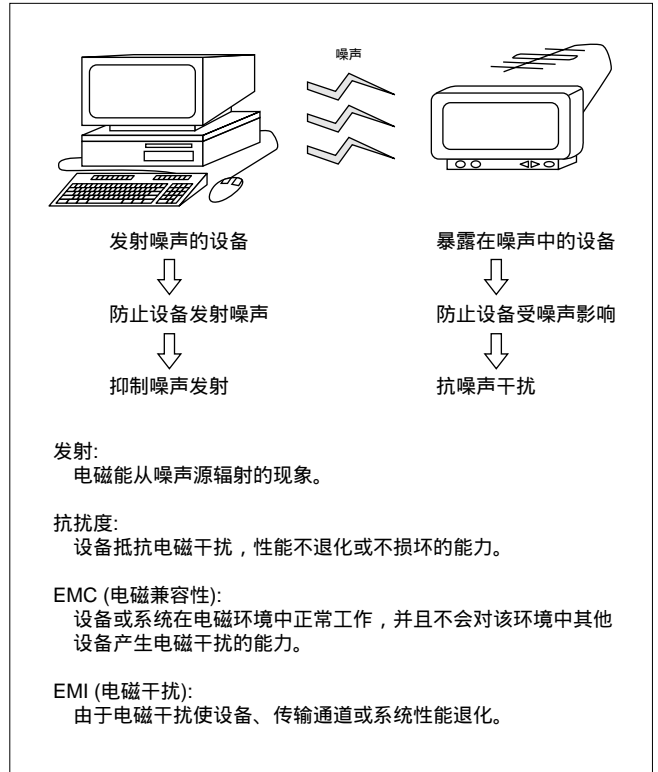 噪声
发射噪声的设备
暴露在噪声中的设备
防止设备发射噪声
防止设备受噪声影响
抑制噪声发射
抗噪声干扰
发射:
电磁能从噪声源辐射的现象。
抗扰度:
设备抵抗电磁干扰，性能不退化或不损坏的能力。
EMC (电磁兼容性):
设备或系统在电磁环境中正常工作，并且不会对该环境中其他
设备产生电磁干扰的能力。
EMI (电磁干扰):
由于电磁干扰使设备、传输通道或系统性能退化。